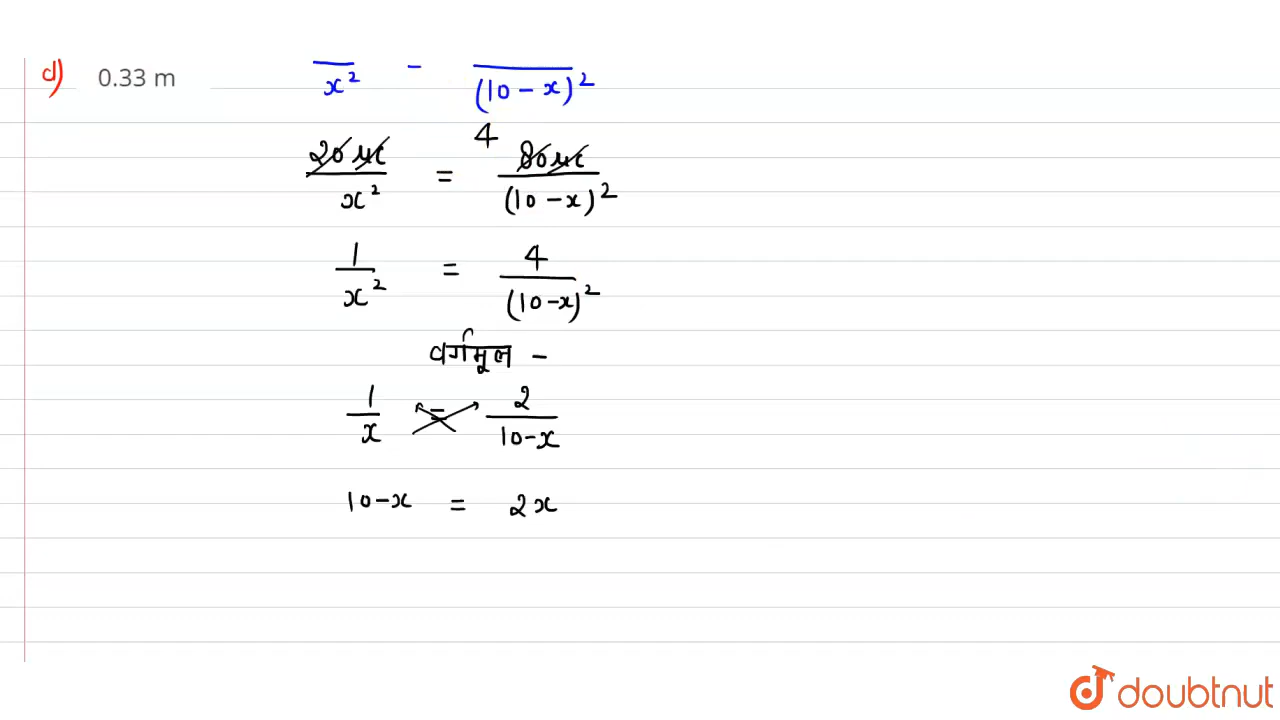 d) 0.33 m
x² - (10-x)²
4
20 μC / x² = 80 μC / (10-x)²
1 / x² = 4 / (10-x)²
वर्गमूल -
1 / x = 2 / 10-x
10-x = 2x
doubtnut